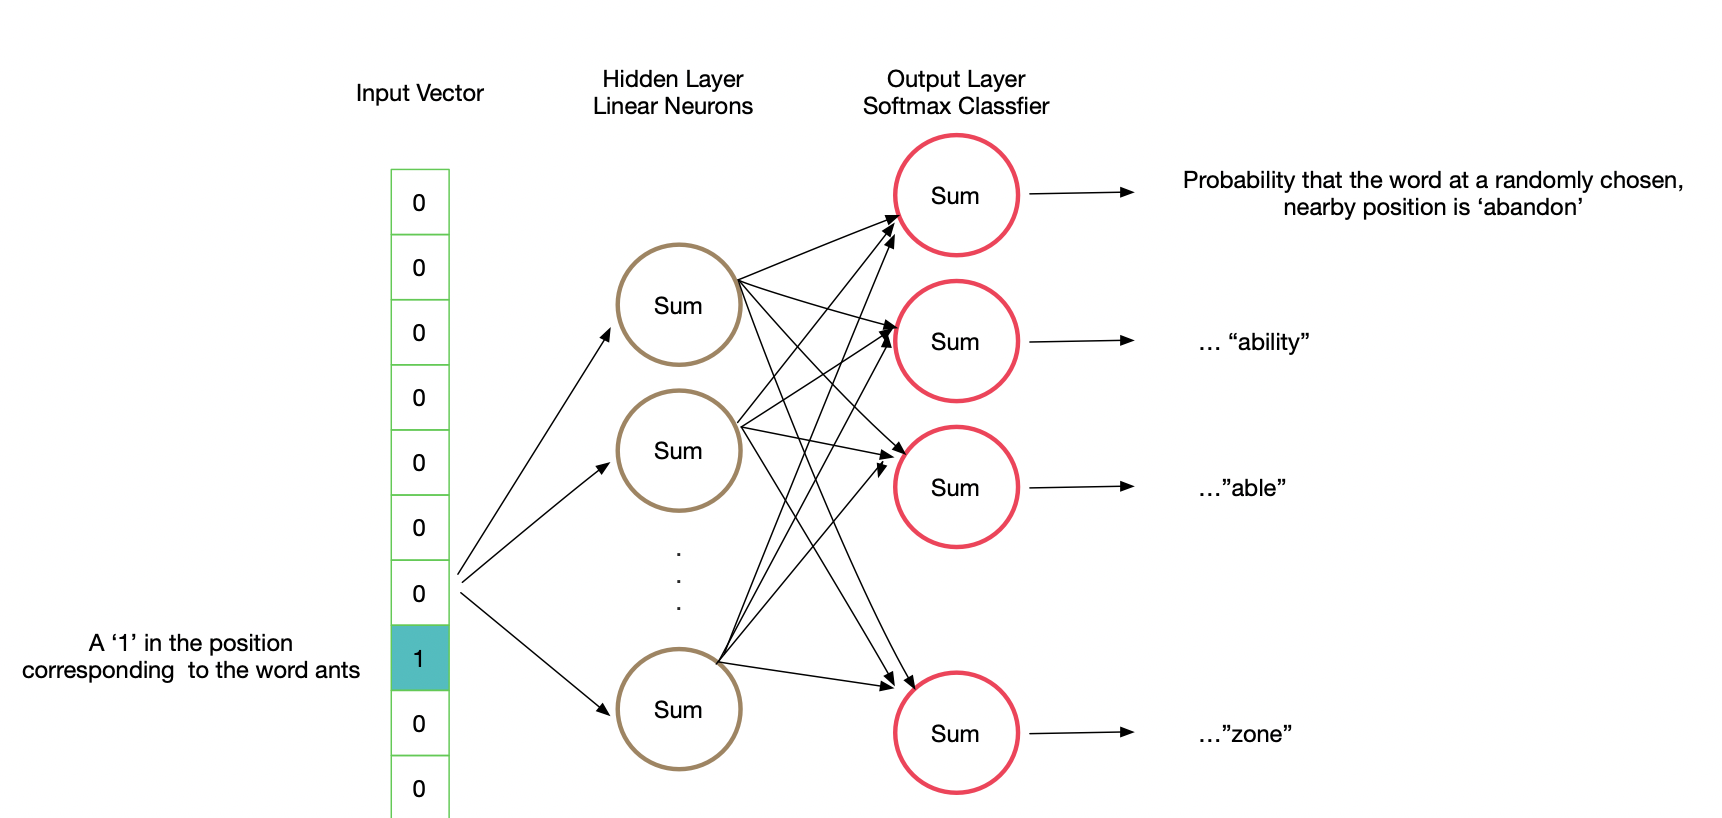 Input Vector
Hidden Layer
Linear Neurons
Output Layer
Softmax Classfier
0
0
0
0
0
0
0
1
0
0
A ‘1’ in the position
corresponding  to the word ants
Sum
Sum
.
.
.
Sum
Sum
Sum
Sum
Sum
Probability that the word at a randomly chosen,
nearby position is ‘abandon’
... “ability”
...”able”
...”zone”